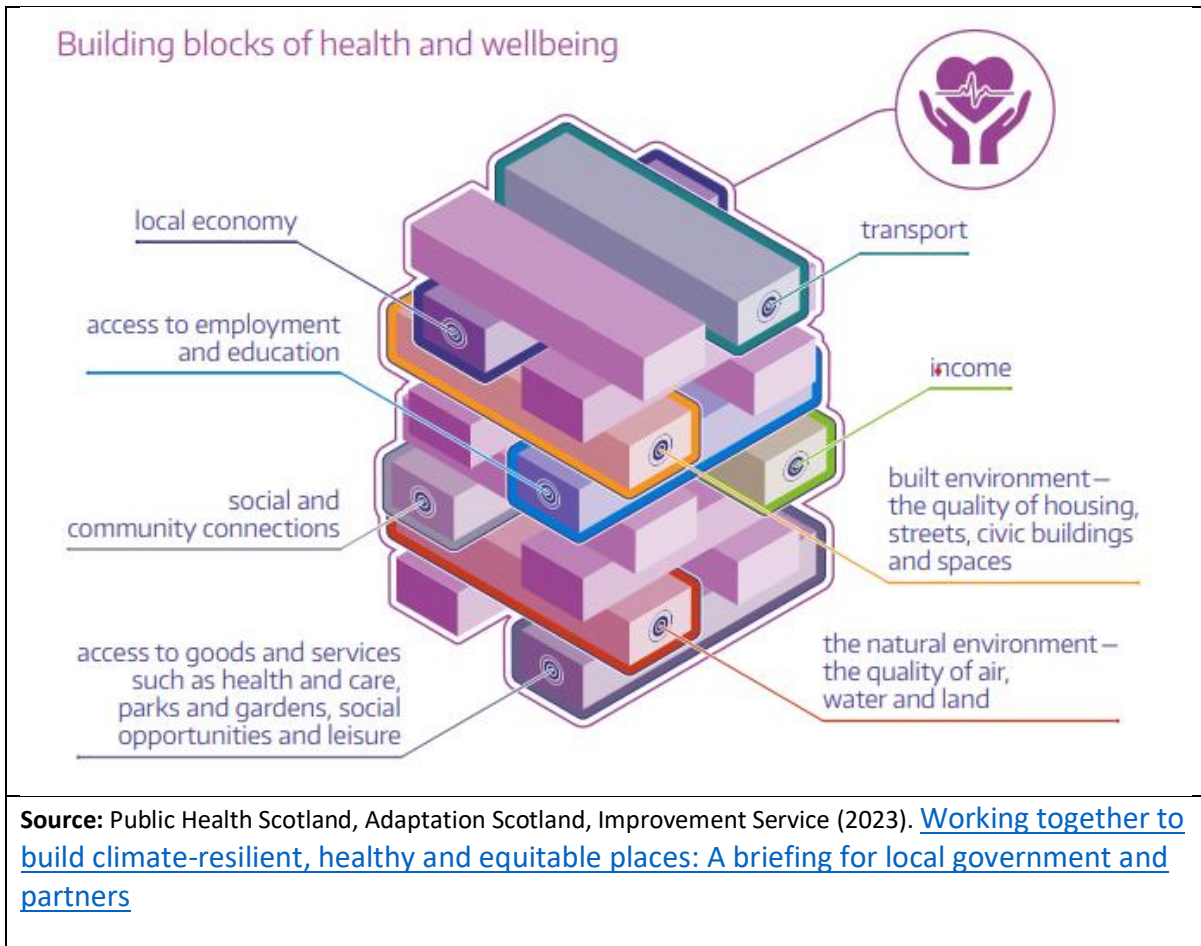 Building blocks of health and wellbeing
local economy
transport
access to employment
and education
income
social and
community connections
built environment –
the quality of housing,
streets, civic buildings
and spaces
access to goods and services
such as health and care,
parks and gardens, social
opportunities and leisure
the natural environment –
the quality of air,
water and land
Source: Public Health Scotland, Adaptation Scotland, Improvement Service (2023). Working together to
build climate-resilient, healthy and equitable places: A briefing for local government and
partners